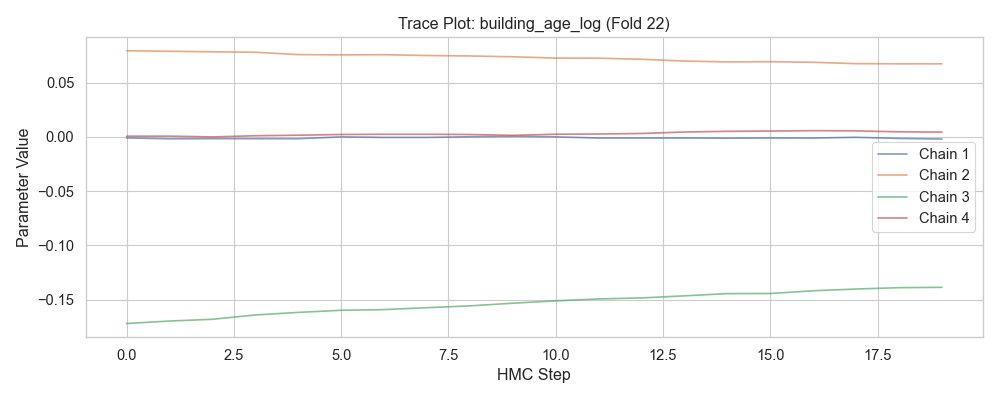 Trace Plot: building_age_log (Fold 22)
Parameter Value
0.05
0.00
−0.05
−0.10
−0.15
Chain 1
Chain 2
Chain 3
Chain 4
0.0 2.5 5.0 7.5 10.0 12.5 15.0 17.5
HMC Step